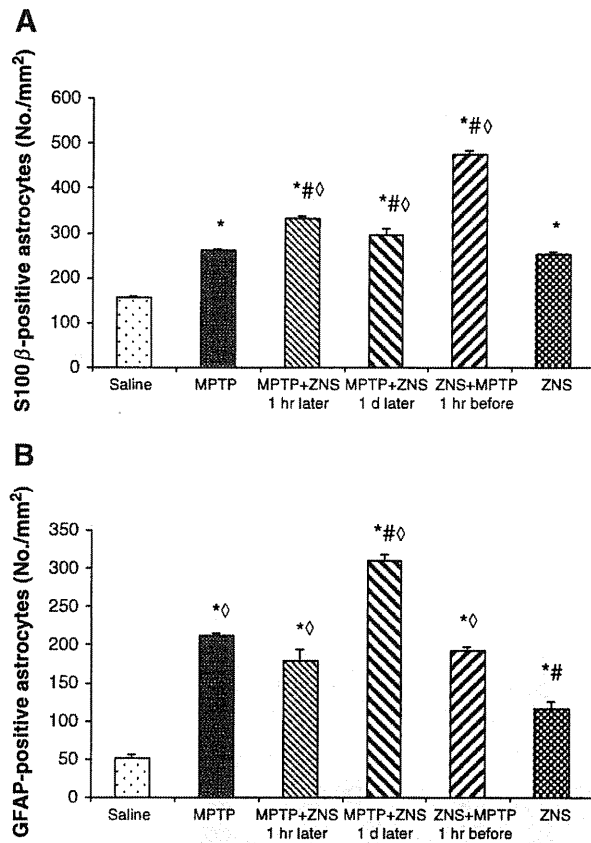 A
S100β-positive astrocytes (No./mm²)
600
500
400
300
200
100
0
*
*#◊
*#◊
*#◊
*
Saline
MPTP
MPTP+ZNS
1 hr later
MPTP+ZNS
1 d later
ZNS+MPTP
1 hr before
ZNS
B
GFAP-positive astrocytes (No./mm²)
350
300
250
200
150
100
50
0
*◊
*◊
*#◊
*◊
*#
Saline
MPTP
MPTP+ZNS
1 hr later
MPTP+ZNS
1 d later
ZNS+MPTP
1 hr before
ZNS